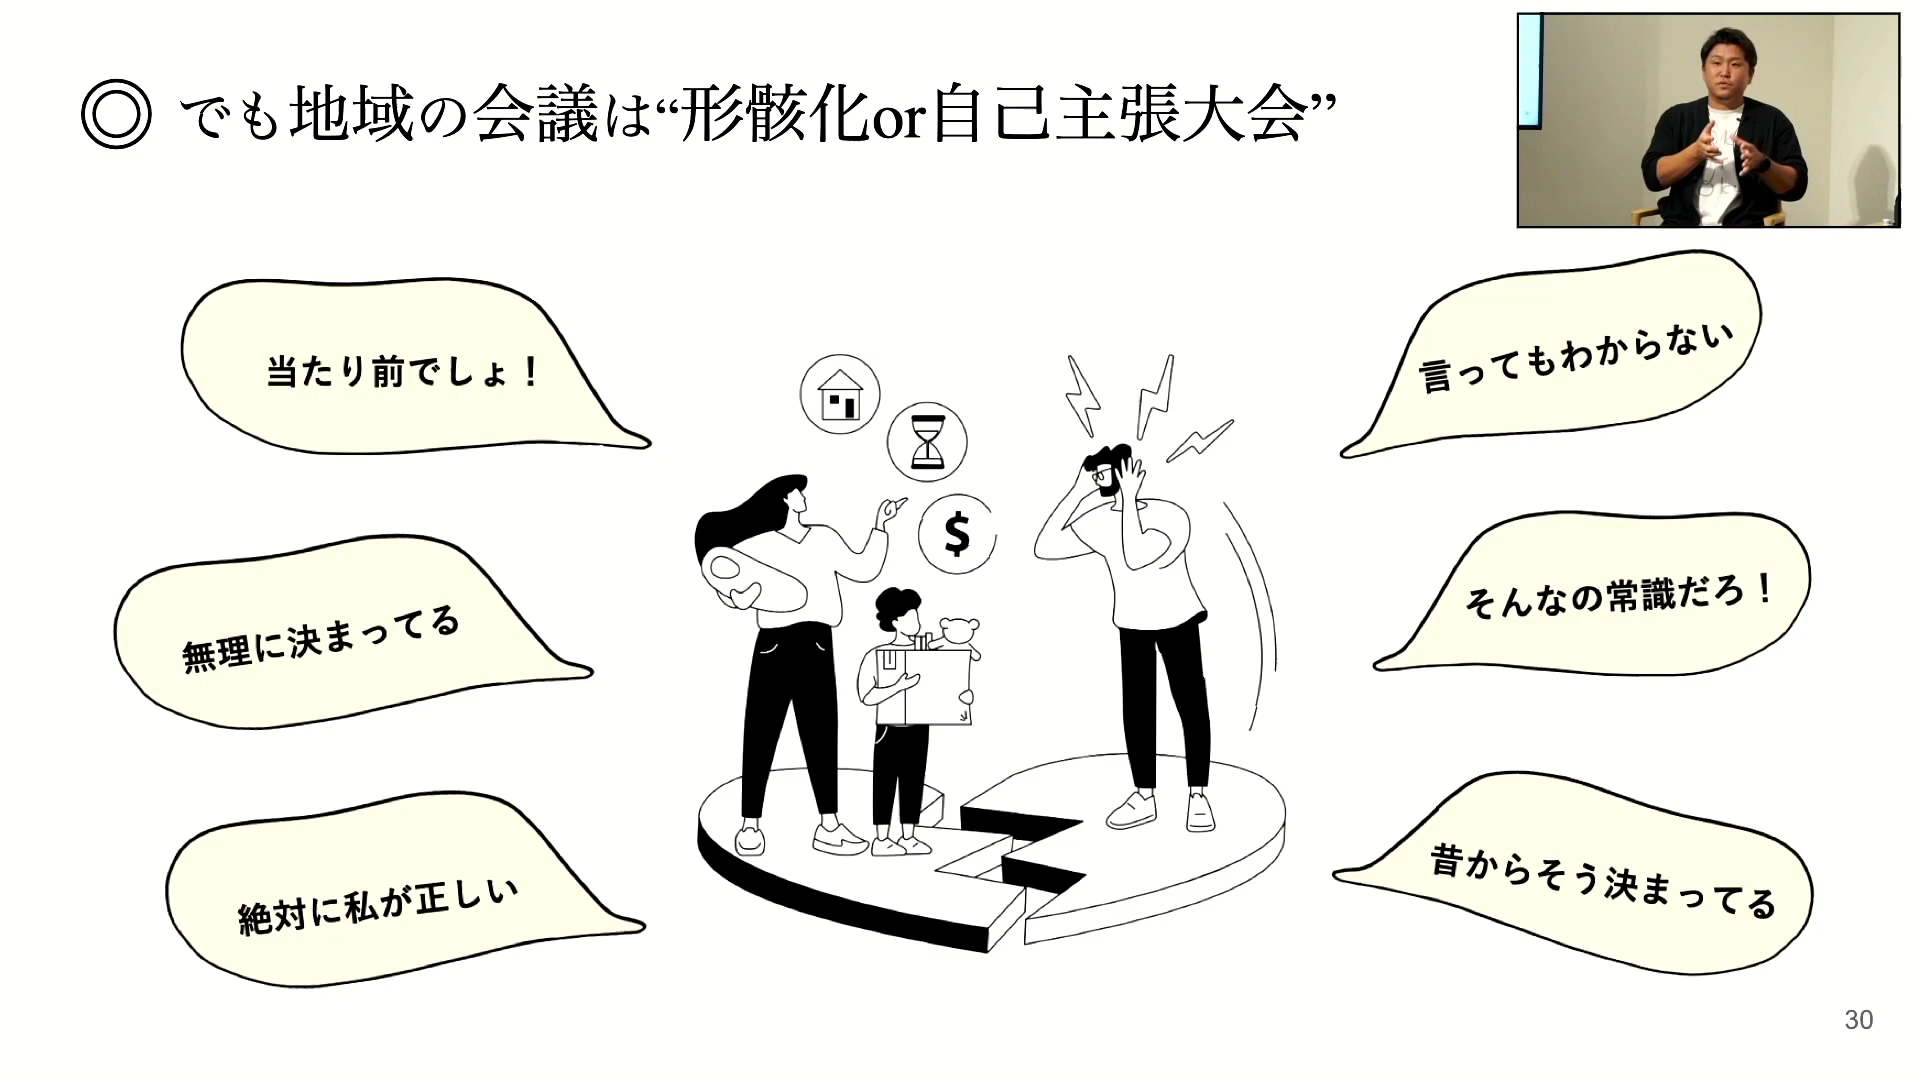 でも地域の会議は“形骸化or自己主張大会”
当たり前でしょ！
言ってもわからない
無理に決まってる
そんなの常識だろ！
絶対に私が正しい
昔からそう決まってる
$
30